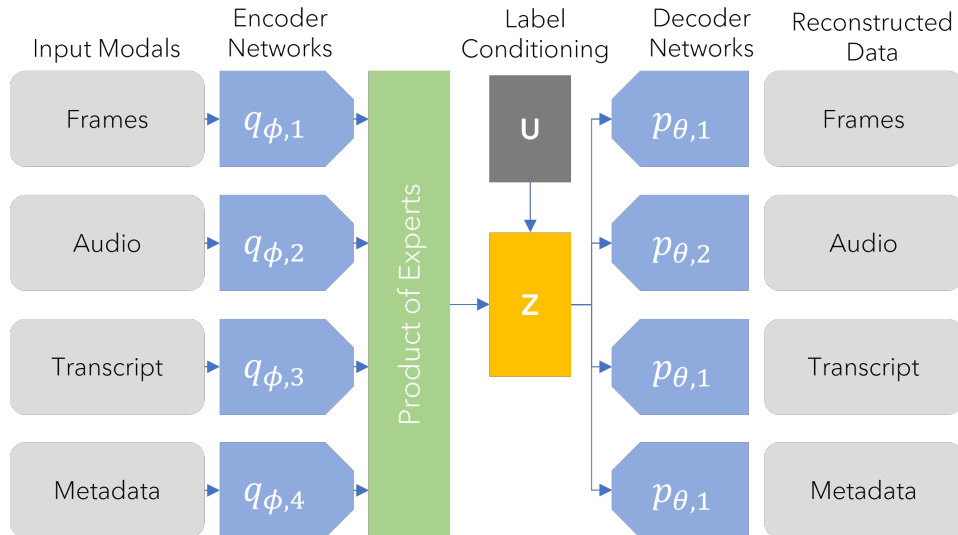 Input Modals
Encoder
Networks
Label
Conditioning
Decoder
Networks
Reconstructed
Data
Frames
qϕ,1
U
pθ,1
Frames
Audio
qϕ,2
Product of Experts
Z
pθ,2
Audio
Transcript
qϕ,3
pθ,1
Transcript
Metadata
qϕ,4
pθ,1
Metadata